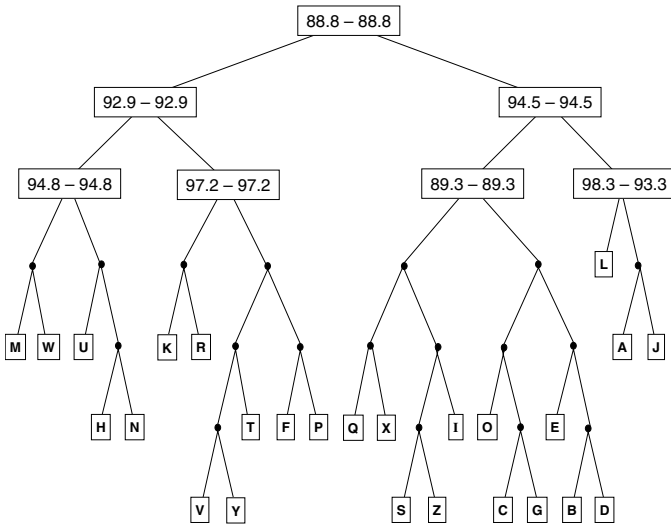 88.8 – 88.8
92.9 – 92.9
94.5 – 94.5
94.8 – 94.8
97.2 – 97.2
89.3 – 89.3
98.3 – 93.3
L
M
W
U
K
R
A
J
H
N
T
F
P
Q
X
I
O
E
V
Y
S
Z
C
G
B
D